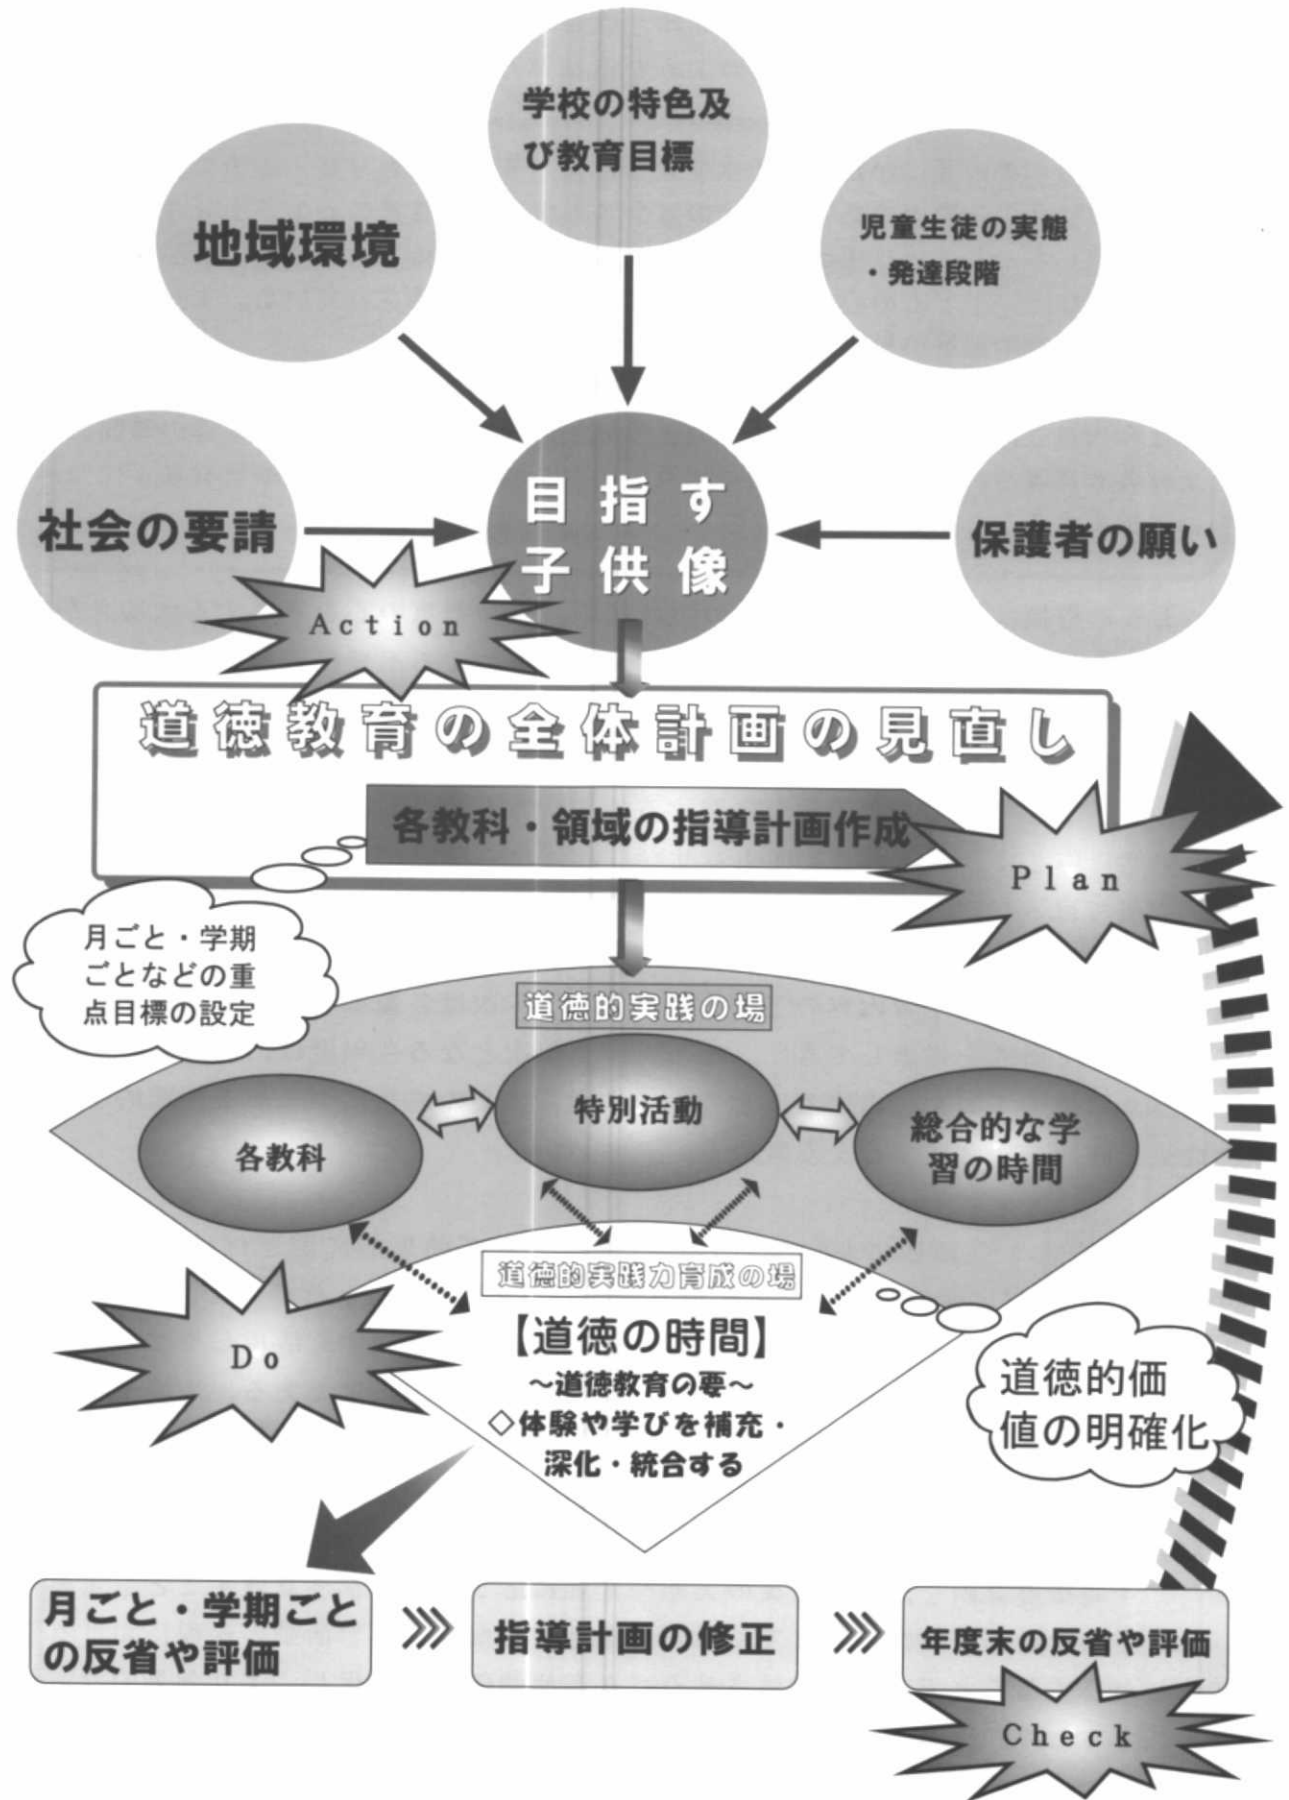 学校の特色及
び教育目標
地域環境
児童生徒の実態
・発達段階
社会の要請
目指す
子供像
保護者の願い
Action
道徳教育の全体計画の見直し
各教科・領域の指導計画作成
Plan
月ごと・学期
ごとなどの重
点目標の設定
道徳的実践の場
各教科
特別活動
総合的な学
習の時間
道徳的実践力育成の場
【道徳の時間】
～道徳教育の要～
◇体験や学びを補充・
深化・統合する
Do
道徳的価
値の明確化
月ごと・学期ごと
の反省や評価
指導計画の修正
年度末の反省や評価
Check